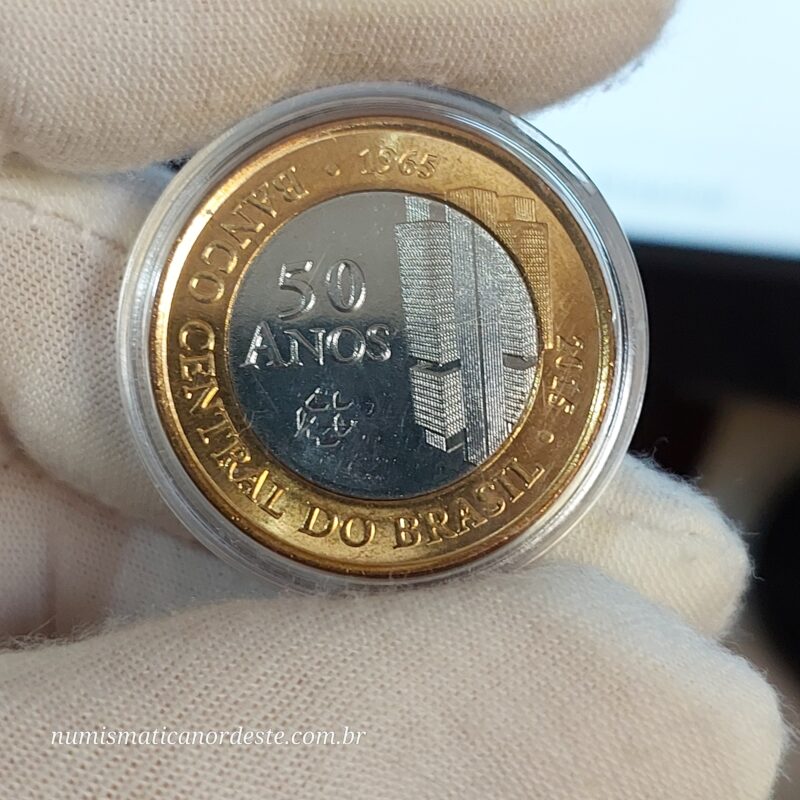 1965
50
ANOS
BANCO CENTRAL DO BRASIL • 2015
numismaticanordeste.com.br